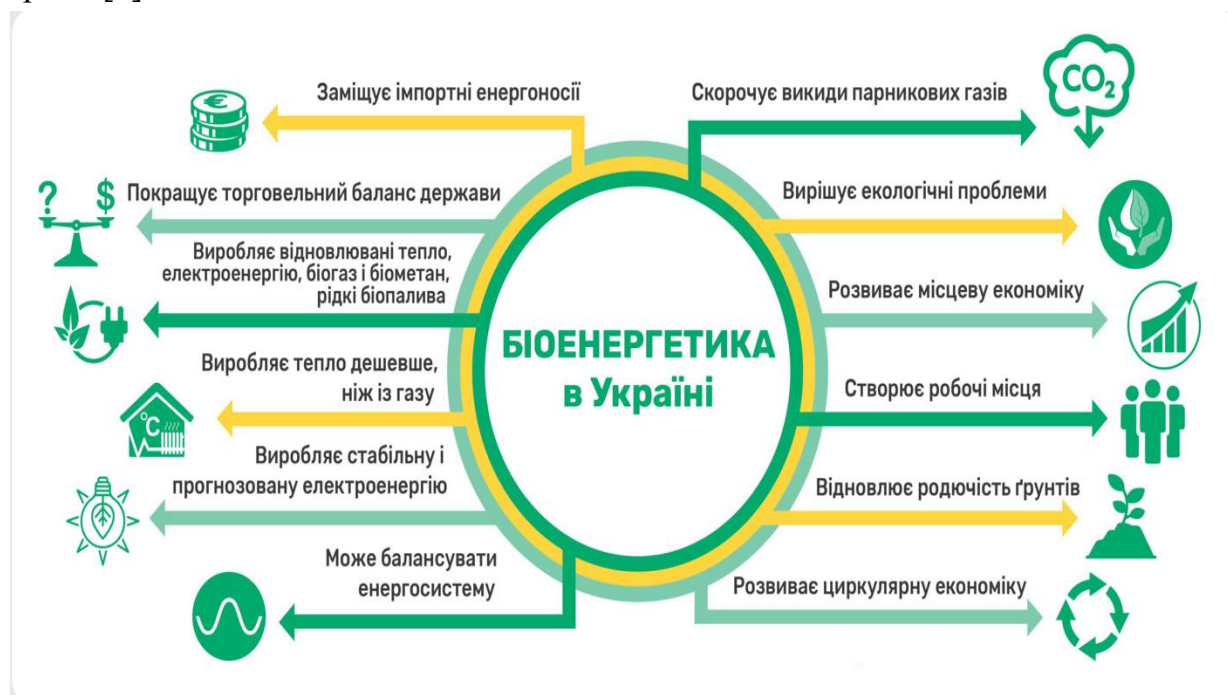 Заміщує імпортні енергоносії
Покращує торговельний баланс держави
Виробляє відновлювані тепло,
електроенергію, біогаз і біометан,
рідкі біопалива
Виробляє тепло дешевше,
ніж із газу
Виробляє стабільну і
прогнозовану електроенергію
Може балансувати
енергосистему
БІОЕНЕРГЕТИКА
в Україні
Скорочує викиди парникових газів
Вирішує екологічні проблеми
Розвиває місцеву економіку
Створює робочі місця
Відновлює родючість ґрунтів
Розвиває циркулярну економіку
€
? $
°C
CO₂